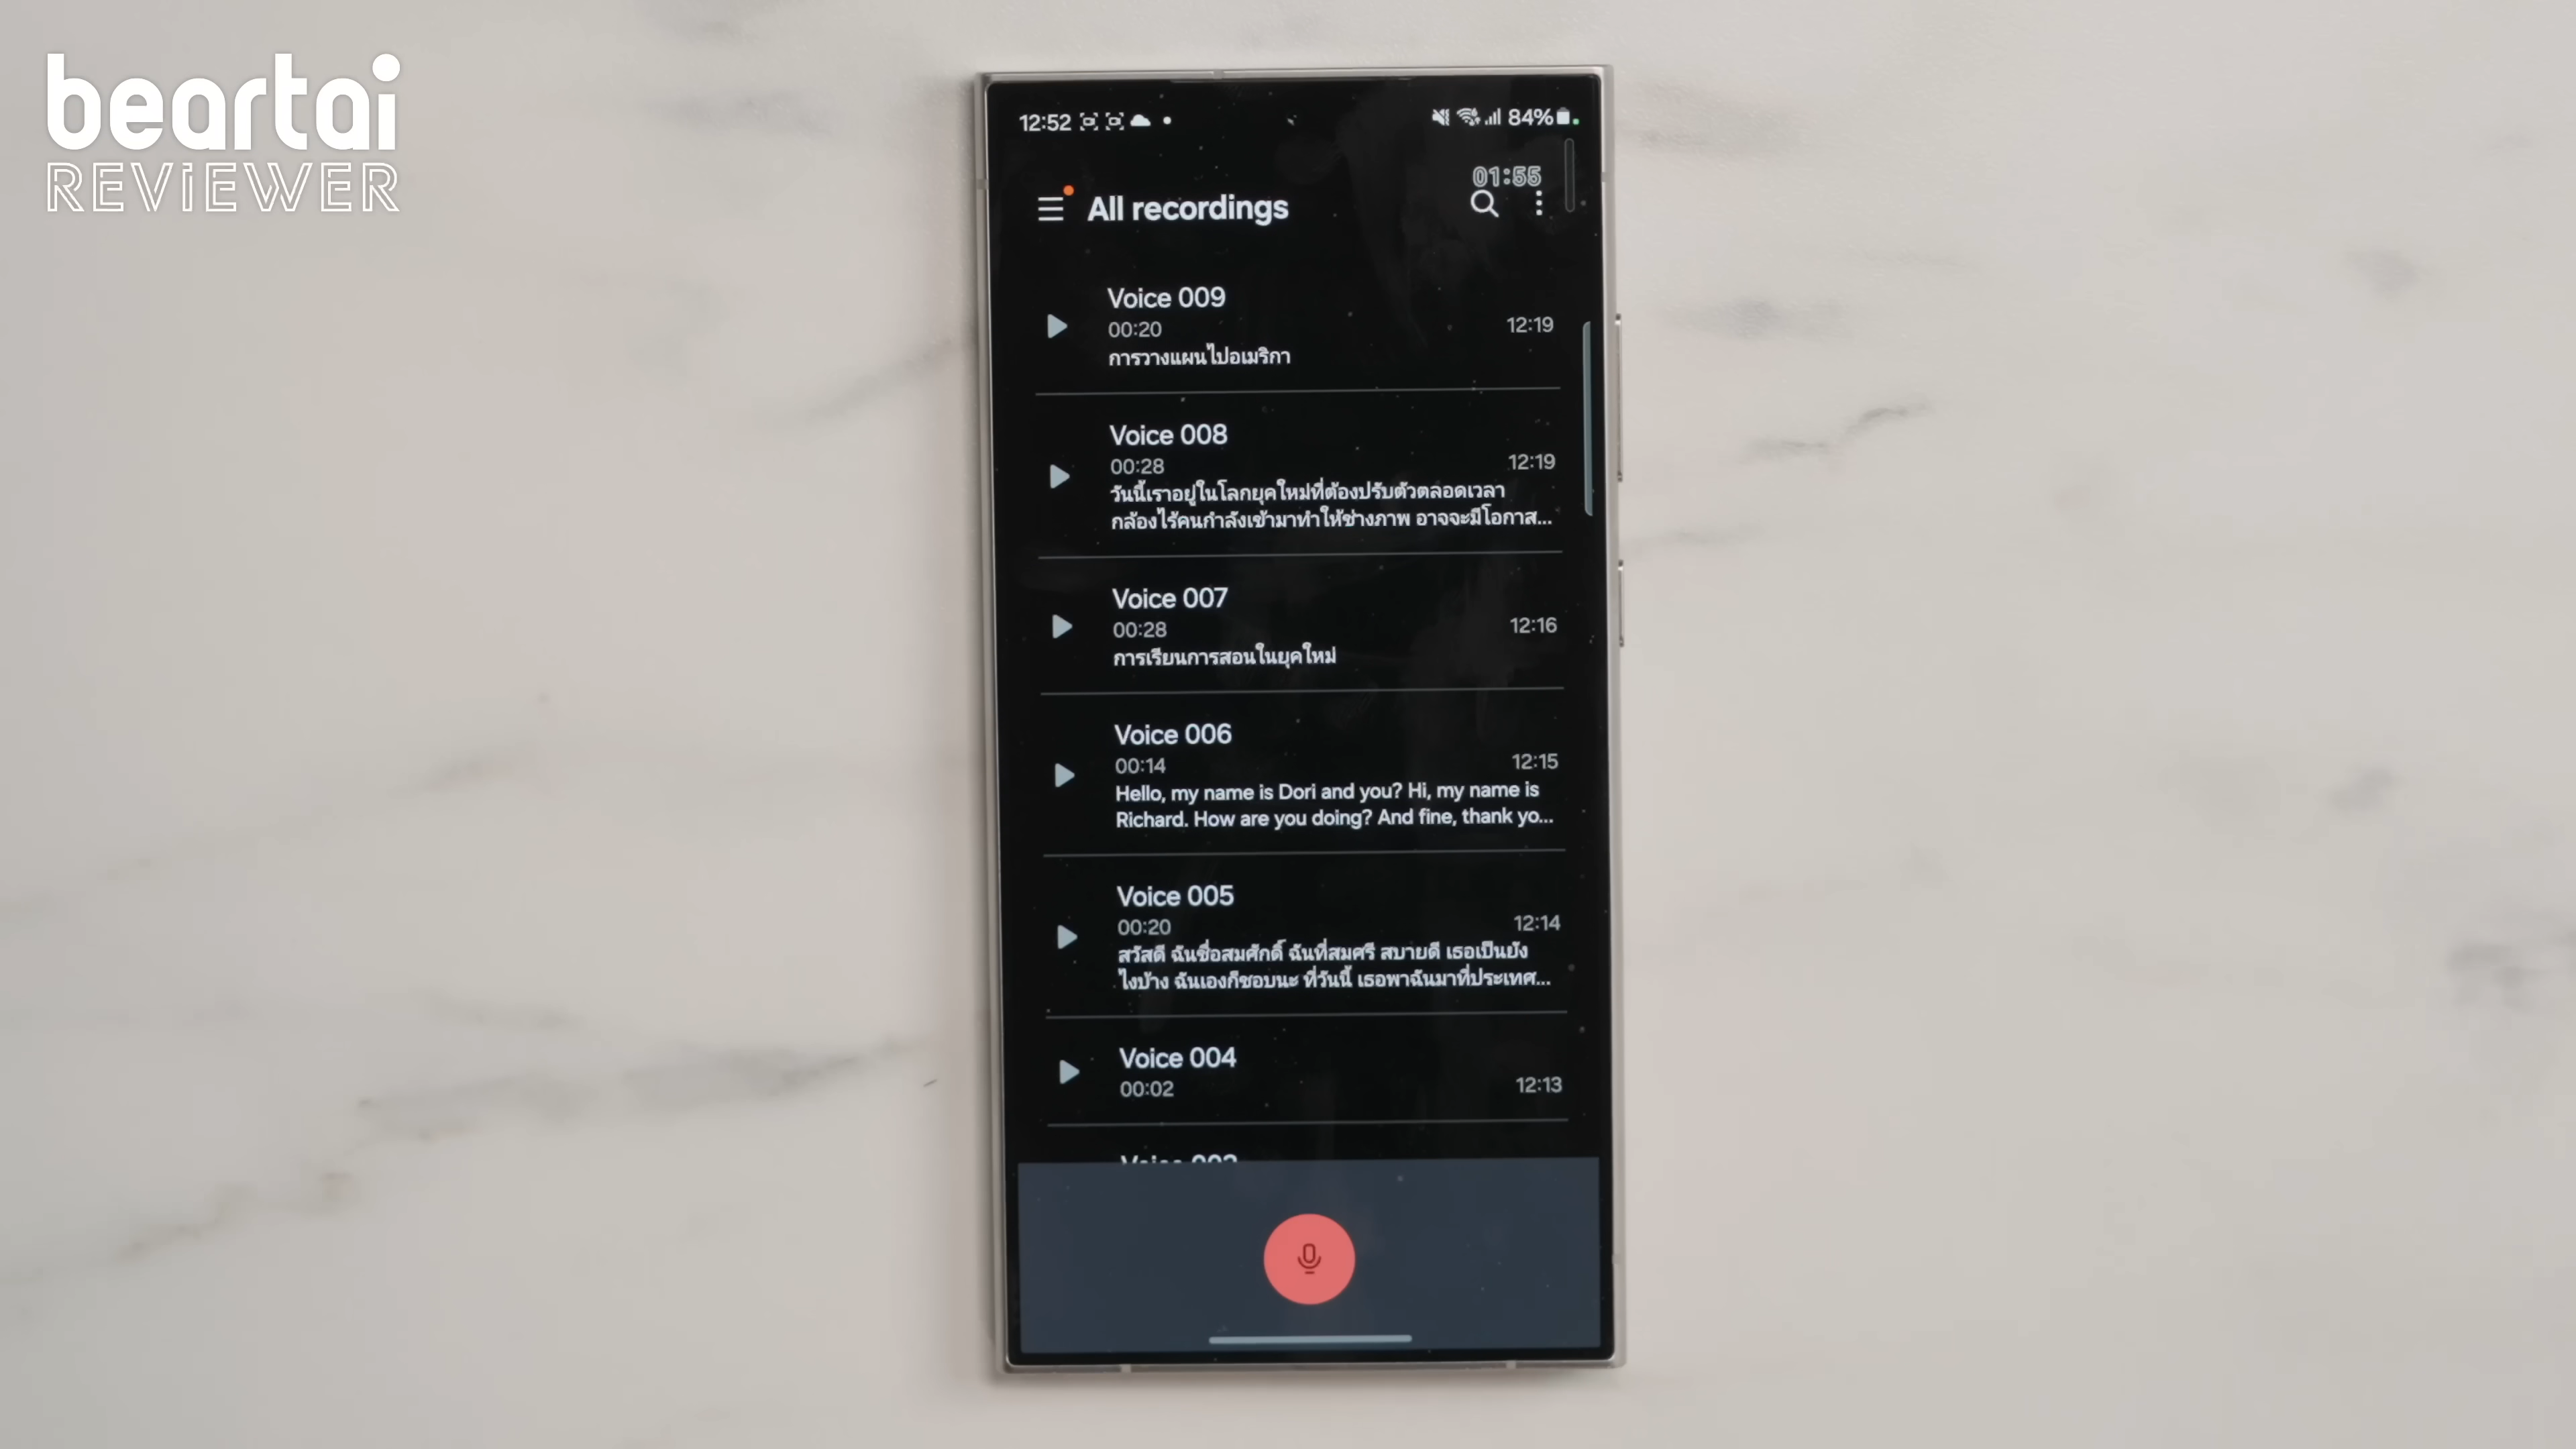 beartai
REViEWER
12:52
84%
01:55
All recordings
Voice 009
00:20
12:19
การวางแผนไปอเมริกา
Voice 008
00:28
12:19
วันนี้เราอยู่ในโลกยุคใหม่ที่ต้องปรับตัวตลอดเวลา
กล้องไร้คนกำลังเข้ามาทำให้ช่างภาพ อาจจะมีโอกาส...
Voice 007
00:28
12:16
การเรียนการสอนในยุคใหม่
Voice 006
00:14
12:15
Hello, my name is Dori and you? Hi, my name is
Richard. How are you doing? And fine, thank yo...
Voice 005
00:20
12:14
สวัสดี ฉันชื่อสมศักดิ์ ฉันที่สมศรี สบายดี เธอเป็นยัง
ไงบ้าง ฉันเองก็ชอบนะ ที่วันนี้ เธอพาฉันมาที่ประเทศ...
Voice 004
00:02
12:13